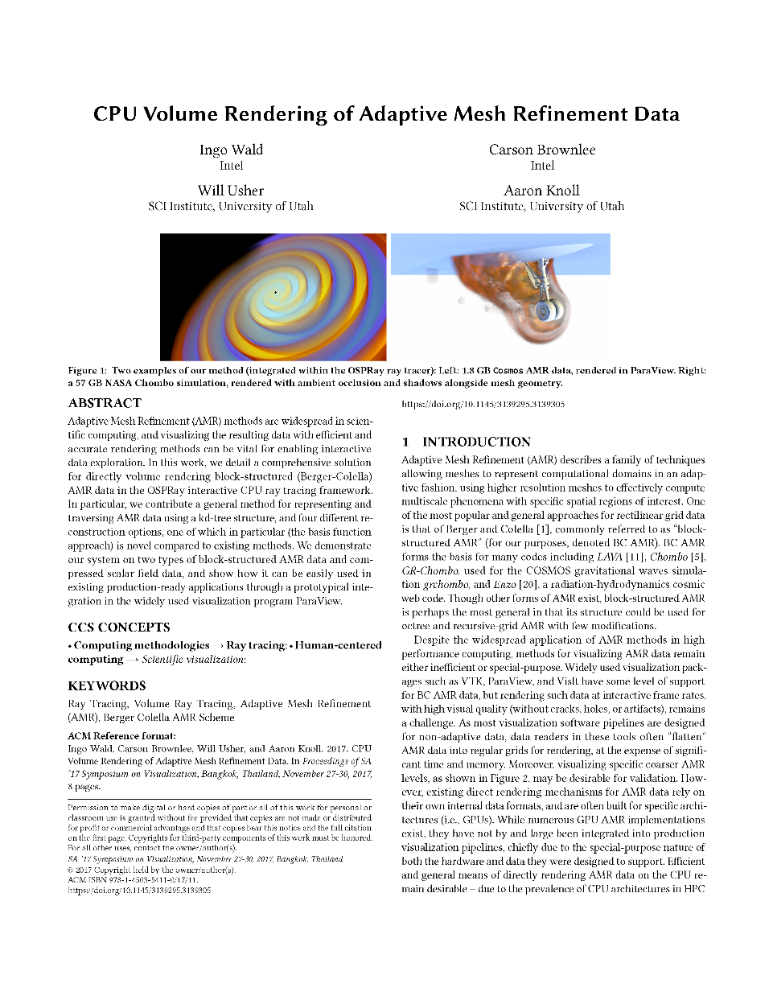 CPU Volume Rendering of Adaptive Mesh Refinement Data
Ingo Wald
Intel
Carson Brownlee
Intel
Will Usher
SCI Institute, University of Utah
Aaron Knoll
SCI Institute, University of Utah
Figure 1: Two examples of our method (integrated within the OSPRay ray tracer): Left: 1.8 GB Cosmos AMR data, rendered in ParaView. Right:
a 57 GB NASA Chombo simulation, rendered with ambient occlusion and shadows alongside mesh geometry.
ABSTRACT
Adaptive Mesh Refinement (AMR) methods are widespread in scien-
tific computing, and visualizing the resulting data with efficient and
accurate rendering methods can be vital for enabling interactive
data exploration. In this work, we detail a comprehensive solution
for directly volume rendering block-structured (Berger-Colella)
AMR data in the OSPRay interactive CPU ray tracing framework.
In particular, we contribute a general method for representing and
traversing AMR data using a kd-tree structure, and four different re-
construction options, one of which in particular (the basis function
approach) is novel compared to existing methods. We demonstrate
our system on two types of block-structured AMR data and com-
pressed scalar field data, and show how it can be easily used in
existing production-ready applications through a prototypical inte-
gration in the widely used visualization program ParaView.
CCS CONCEPTS
• Computing methodologies → Ray tracing; • Human-centered
computing → Scientific visualization;
KEYWORDS
Ray Tracing, Volume Ray Tracing, Adaptive Mesh Refinement
(AMR), Berger Colella AMR Scheme
ACM Reference format:
Ingo Wald, Carson Brownlee, Will Usher, and Aaron Knoll. 2017. CPU
Volume Rendering of Adaptive Mesh Refinement Data. In Proceedings of SA
'17 Symposium on Visualization, Bangkok, Thailand, November 27-30, 2017,
8 pages.
Permission to make digital or hard copies of part or all of this work for personal or
classroom use is granted without fee provided that copies are not made or distributed
for profit or commercial advantage and that copies bear this notice and the full citation
on the first page. Copyrights for third-party components of this work must be honored.
For all other uses, contact the owner/author(s).
SA '17 Symposium on Visualization, November 27-30, 2017, Bangkok, Thailand
© 2017 Copyright held by the owner/author(s).
ACM ISBN 978-1-4503-5411-0/17/11.
https://doi.org/10.1145/3139295.3139305
https://doi.org/10.1145/3139295.3139305
1 INTRODUCTION
Adaptive Mesh Refinement (AMR) describes a family of techniques
allowing meshes to represent computational domains in an adap-
tive fashion, using higher resolution meshes to effectively compute
multiscale phenomena with specific spatial regions of interest. One
of the most popular and general approaches for rectilinear grid data
is that of Berger and Colella [1], commonly referred to as “block-
structured AMR” (for our purposes, denoted BC AMR). BC AMR
forms the basis for many codes including LAVA [11], Chombo [5],
GR-Chombo, used for the COSMOS gravitational waves simula-
tion grchombo, and Enzo [20], a radiation-hydrodynamics cosmic
web code. Though other forms of AMR exist, block-structured AMR
is perhaps the most general in that its structure could be used for
octree and recursive-grid AMR with few modifications.
Despite the widespread application of AMR methods in high
performance computing, methods for visualizing AMR data remain
either inefficient or special-purpose. Widely used visualization pack-
ages such as VTK, ParaView, and VisIt have some level of support
for BC AMR data, but rendering such data at interactive frame rates,
with high visual quality (without cracks, holes, or artifacts), remains
a challenge. As most visualization software pipelines are designed
for non-adaptive data, data readers in these tools often “flatten”
AMR data into regular grids for rendering, at the expense of signifi-
cant time and memory. Moreover, visualizing specific coarser AMR
levels, as shown in Figure 2, may be desirable for validation. How-
ever, existing direct rendering mechanisms for AMR data rely on
their own internal data formats, and are often built for specific archi-
tectures (i.e., GPUs). While numerous GPU AMR implementations
exist, they have not by and large been integrated into production
visualization pipelines, chiefly due to the special-purpose nature of
both the hardware and data they were designed to support. Efficient
and general means of directly rendering AMR data on the CPU re-
main desirable – due to the prevalence of CPU architectures in HPC